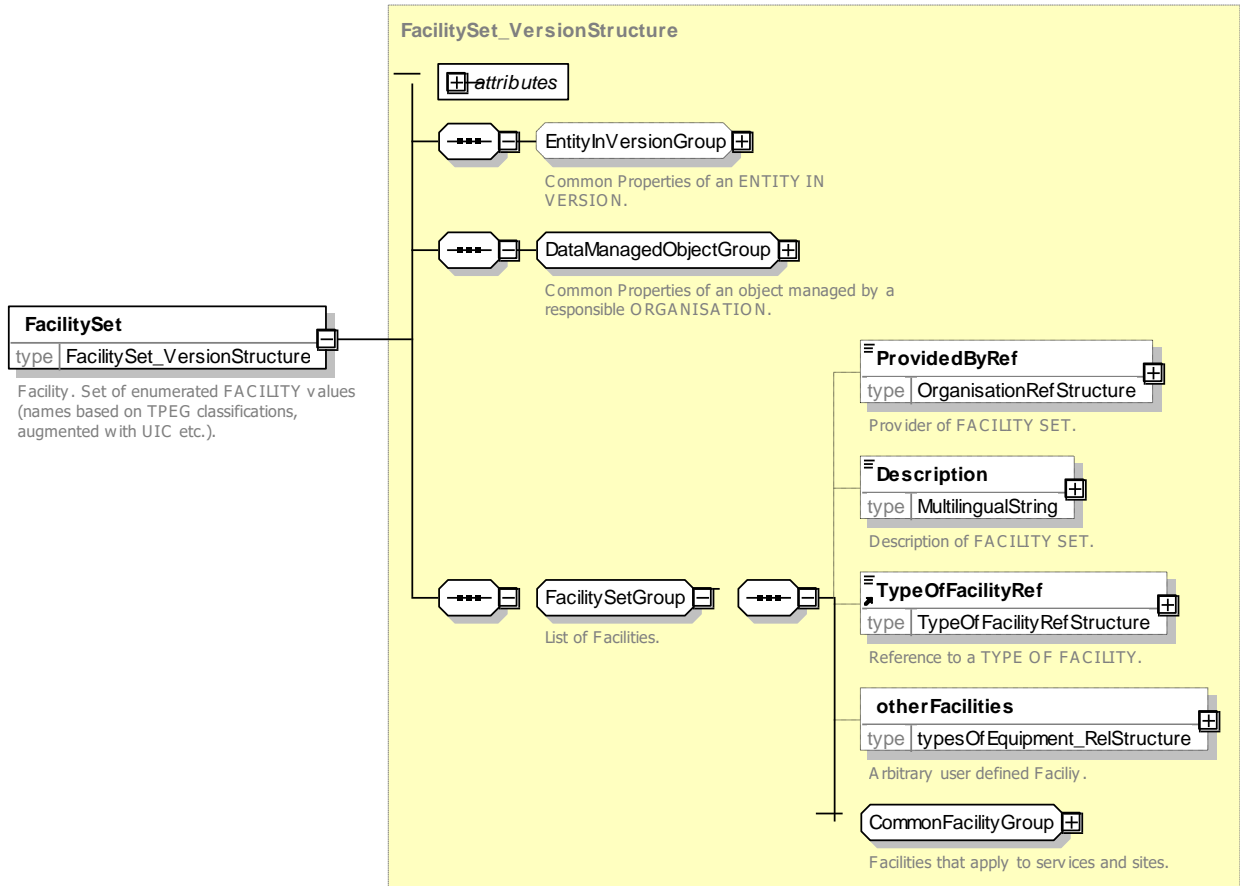 FacilitySet_VersionStructure
attributes
EntityInVersionGroup
Common Properties of an ENTITY IN
VERSION.
DataManagedObjectGroup
Common Properties of an object managed by a
responsible ORGANISATION.
FacilitySet
type FacilitySet_VersionStructure
Facility. Set of enumerated FACILITY values
(names based on TPEG classifications,
augmented with UIC etc.).
ProvidedByRef
type OrganisationRefStructure
Provider of FACILITY SET.
Description
type MultilingualString
Description of FACILITY SET.
FacilitySetGroup
List of Facilities.
TypeOfFacilityRef
type TypeOfFacilityRefStructure
Reference to a TYPE OF FACILITY.
otherFacilities
type typesOfEquipment_RelStructure
Arbitrary user defined Faciliy.
CommonFacilityGroup
Facilities that apply to services and sites.